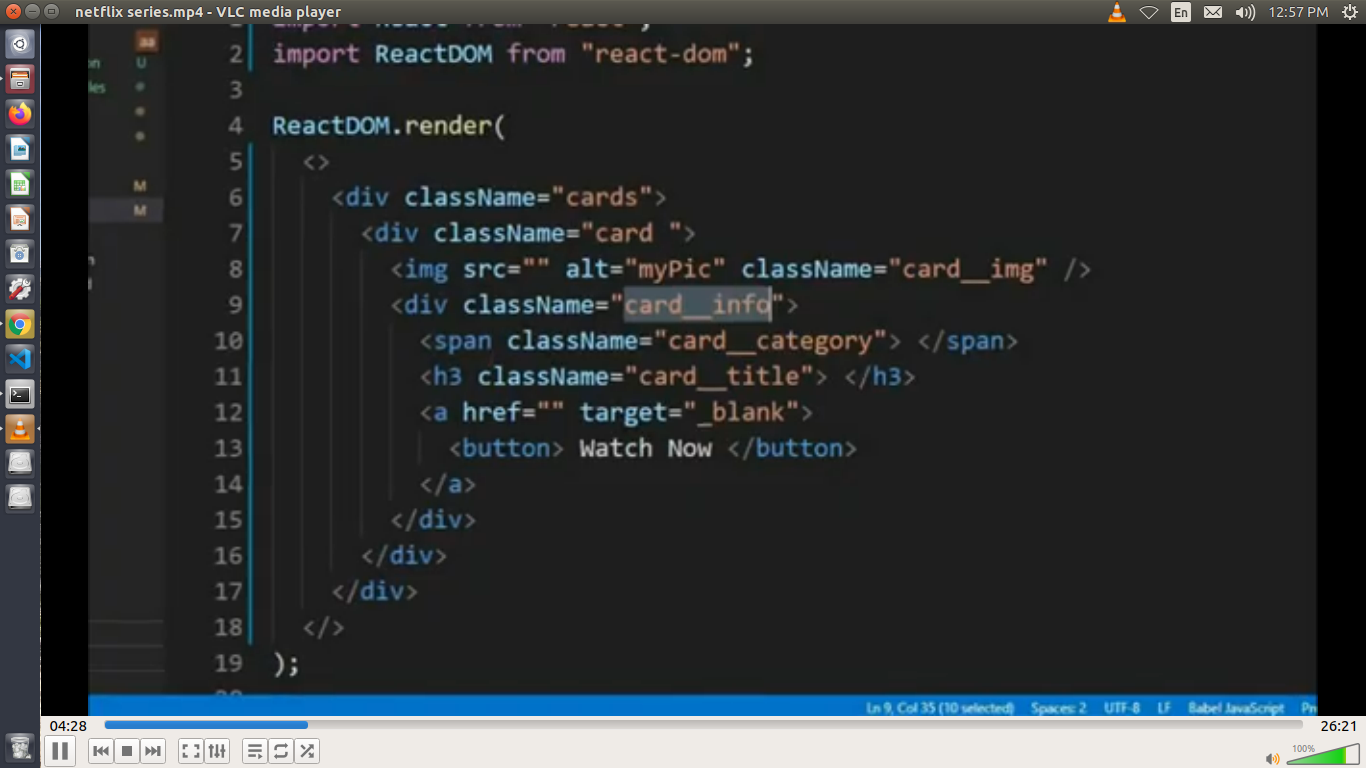 netflix series.mp4 - VLC media player
En
12:57 PM
import React from "react";
2 import ReactDOM from "react-dom";
3
4 ReactDOM.render(
5 <>
6 <div className="cards">
7 <div className="card ">
8 <img src="" alt="myPic" className="card__img" />
9 <div className="card__info">
10 <span className="card__category"> </span>
11 <h3 className="card__title"> </h3>
12 <a href="" target="_blank">
13 <button> Watch Now </button>
14 </a>
15 </div>
16 </div>
17 </div>
18 </>
19 );
U
M
M
Ln 9, Col 35 (10 selected) Spaces: 2 UTF-8 LF Babel JavaScript
04:28
26:21
100%